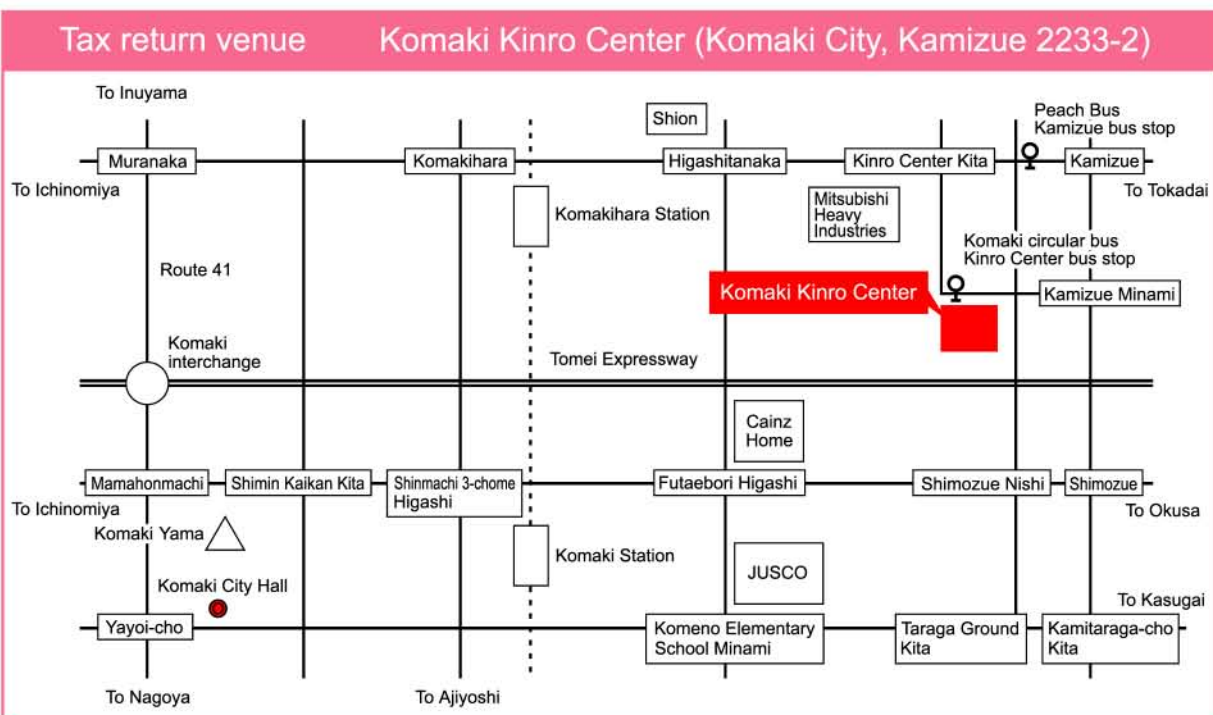 Tax return venue Komaki Kinro Center (Komaki City, Kamizue 2233-2)
To Inuyama
Shion
Peach Bus
Kamizue bus stop
Muranaka
Komakihara
Higashitanaka
Kinro Center Kita
Kamizue
To Ichinomiya
To Tokadai
Komakihara Station
Mitsubishi
Heavy
Industries
Komaki circular bus
Kinro Center bus stop
Route 41
Komaki Kinro Center
Kamizue Minami
Komaki
interchange
Tomei Expressway
Cainz
Home
Mamahonmachi
Shimin Kaikan Kita
Shinmachi 3-chome
Higashi
Futaebori Higashi
Shimozue Nishi
Shimozue
To Ichinomiya
To Okusa
Komaki Yama
Komaki Station
JUSCO
Komaki City Hall
To Kasugai
Yayoi-cho
Komeno Elementary
School Minami
Taraga Ground
Kita
Kamitaraga-cho
Kita
To Nagoya
To Ajiyoshi